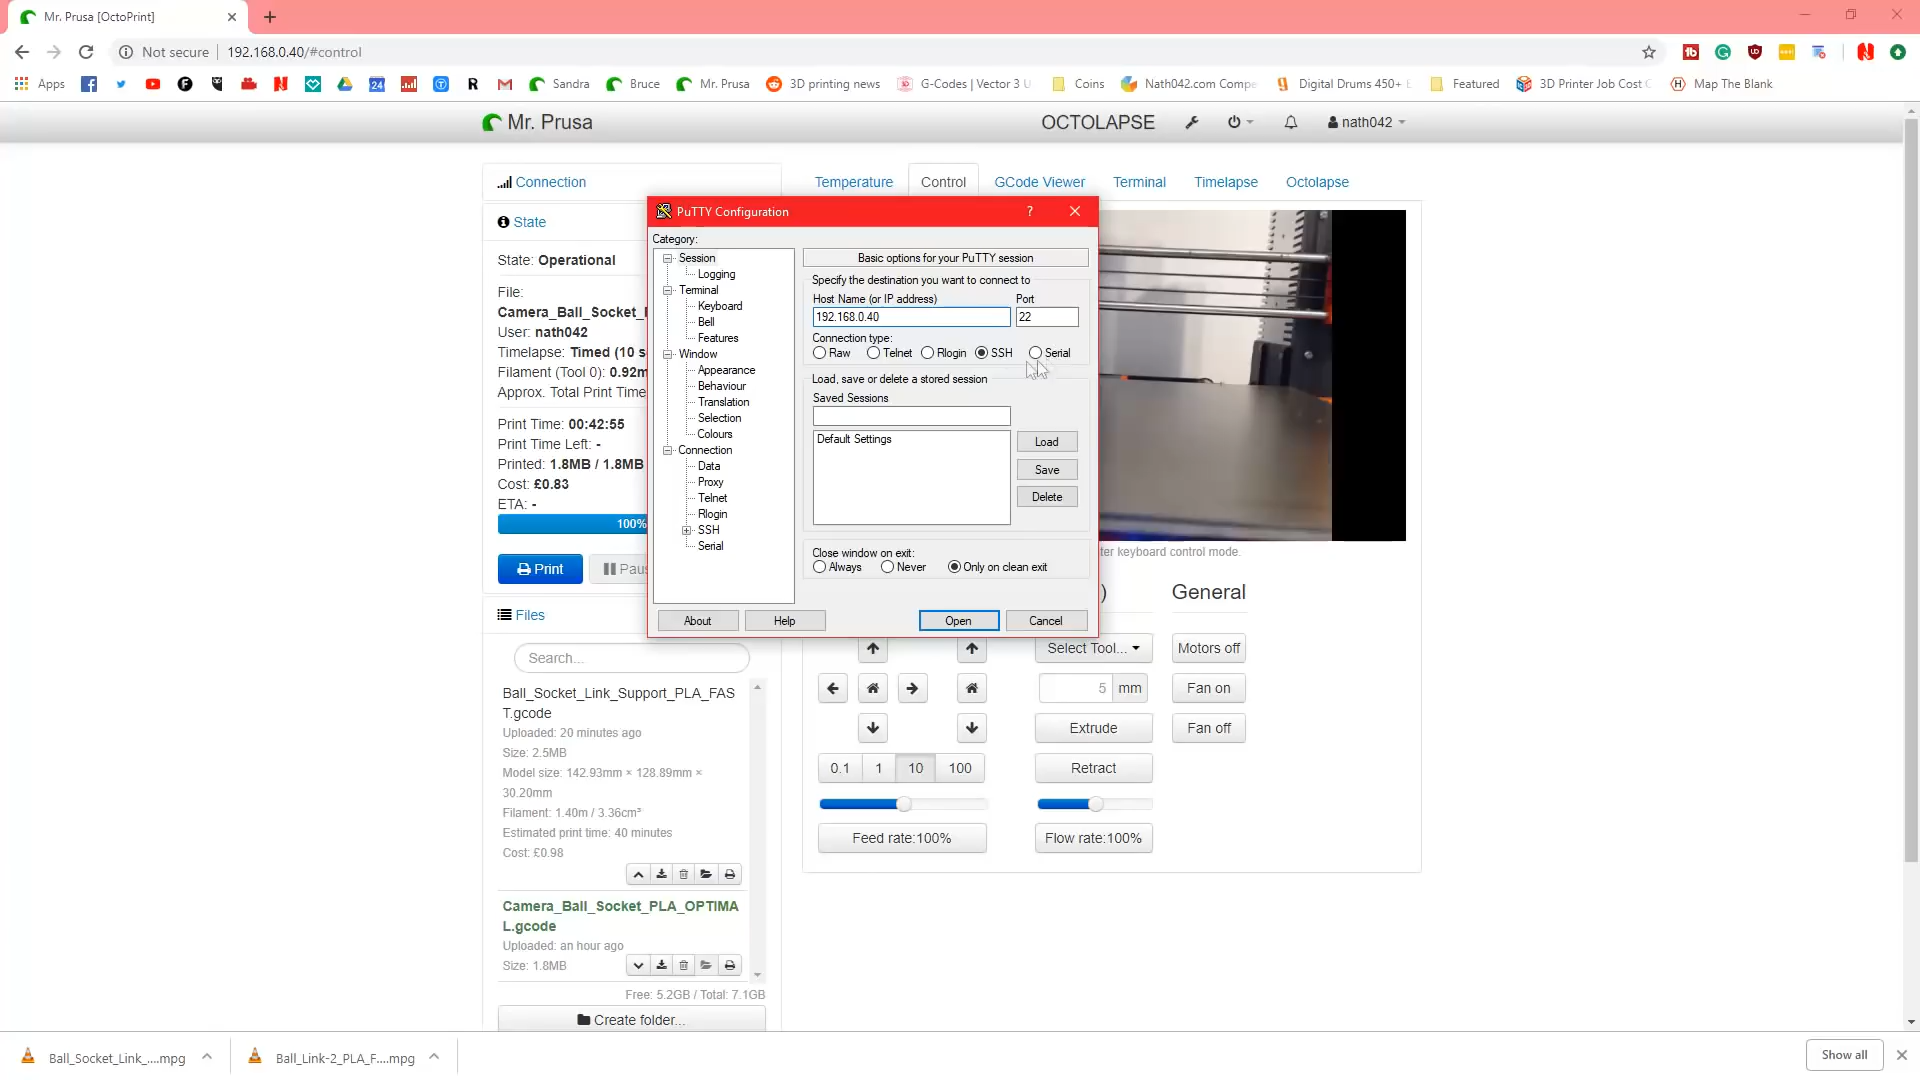 Mr. Prusa [OctoPrint]
Not secure
192.168.0.40/#control
Apps
Sandra
Bruce
Mr. Prusa
3D printing news
G-Codes | Vector 3 U
Coins
Nath042.com Compe
Digital Drums 450+ E
Featured
3D Printer Job Cost C
Map The Blank
Mr. Prusa
OCTOLAPSE
nath042
Connection
Temperature
Control
GCode Viewer
Terminal
Timelapse
Octolapse
State
State: Operational
File:
Camera_Ball_Socket_
User: nath042
Timelapse: Timed (10 s
Filament (Tool 0): 0.92m
Approx. Total Print Time
Print Time: 00:42:55
Print Time Left: -
Printed: 1.8MB / 1.8MB
Cost: £0.83
ETA: -
100%
Print
Pau
PuTTY Configuration
?
Category:
Session
Logging
Terminal
Keyboard
Bell
Features
Window
Appearance
Behaviour
Translation
Selection
Colours
Connection
Data
Proxy
Telnet
Rlogin
SSH
Serial
Basic options for your PuTTY session
Specify the destination you want to connect to
Host Name (or IP address)
Port
192.168.0.40
22
Connection type:
Raw
Telnet
Rlogin
SSH
Serial
Load, save or delete a stored session
Saved Sessions
Default Settings
Load
Save
Delete
Close window on exit:
Always
Never
Only on clean exit
About
Help
Open
Cancel
ter keyboard control mode.
)
General
Select Tool...
Motors off
5 mm
Fan on
Extrude
Fan off
0.1
1
10
100
Retract
Feed rate:100%
Flow rate:100%
Files
Search...
Ball_Socket_Link_Support_PLA_FAS
T.gcode
Uploaded: 20 minutes ago
Size: 2.5MB
Model size: 142.93mm × 128.89mm ×
30.20mm
Filament: 1.40m / 3.36cm³
Estimated print time: 40 minutes
Cost: £0.98
Camera_Ball_Socket_PLA_OPTIMA
L.gcode
Uploaded: an hour ago
Size: 1.8MB
Free: 5.2GB / Total: 7.1GB
Create folder...
Ball_Socket_Link_....mpg
Ball_Link-2_PLA_F....mpg
Show all